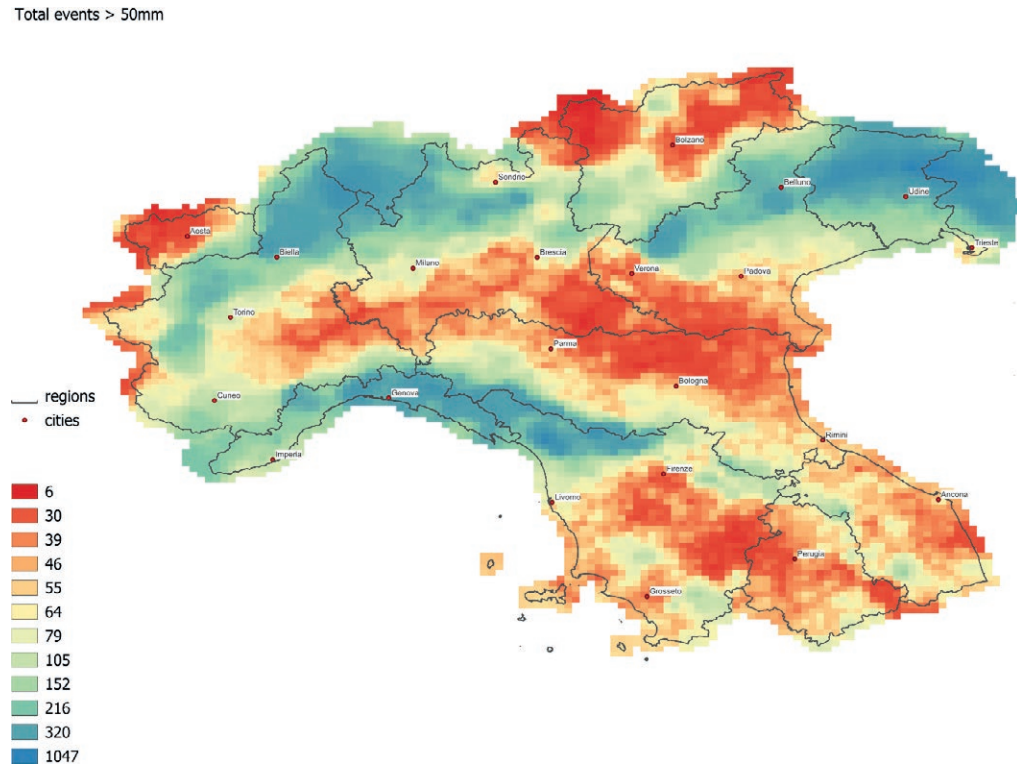 Total events > 50mm
Bolzano
Sondrio
Belluno
Udine
Aosta
Trieste
Biella
Brescia
Milano
Verona
Padova
Torino
Parma
Bologna
regions
Cuneo
Genova
cities
Rimini
Imperia
Firenze
6
Livorno
Ancona
30
39
46
Perugia
55
Grosseto
64
79
105
152
216
320
1047